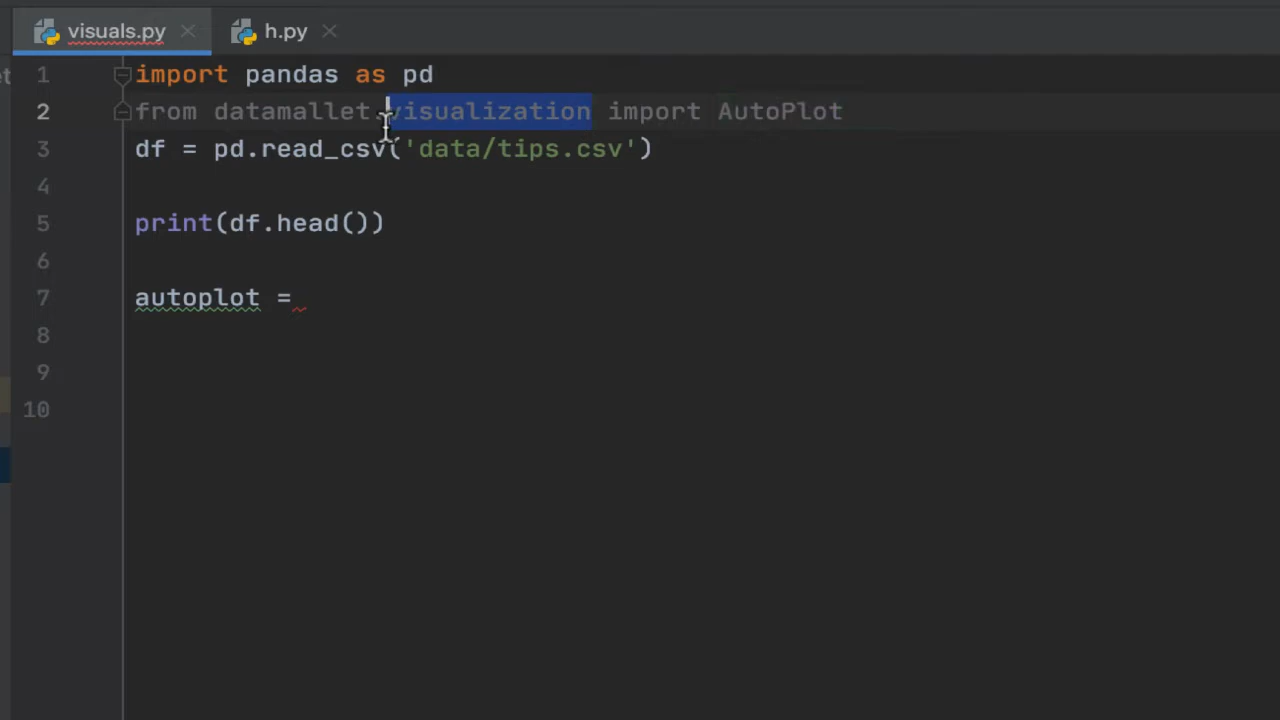 visuals.py
h.py
et
1 import pandas as pd
2 from datamallet.visualization import AutoPlot
3 df = pd.read_csv('data/tips.csv')
4
5 print(df.head())
6
7 autoplot =
8
9
10